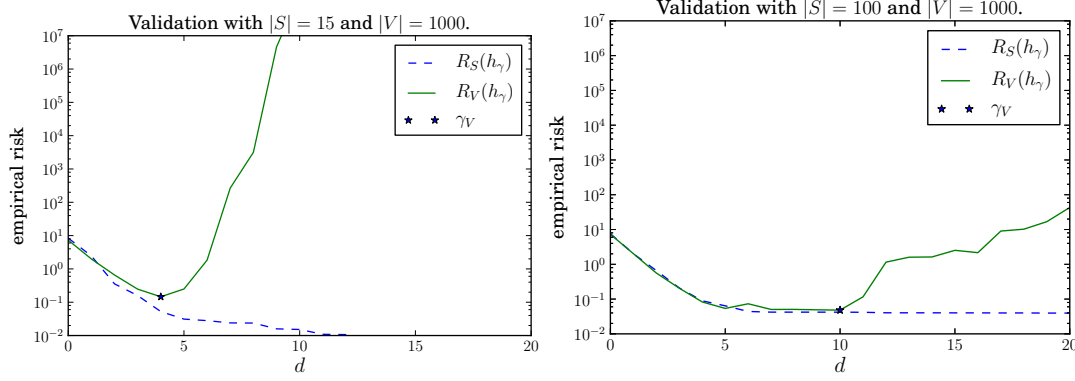 Validation with |S| = 15 and |V| = 1000.
10^7
10^6
10^5
10^4
10^3
10^2
10^1
10^0
10^-1
10^-2
empirical risk
R_S(h_γ)
R_V(h_γ)
γ_V
0 5 10 15 20
d
Validation with |S| = 100 and |V| = 1000.
10^7
10^6
10^5
10^4
10^3
10^2
10^1
10^0
10^-1
10^-2
empirical risk
R_S(h_γ)
R_V(h_γ)
γ_V
0 5 10 15 20
d